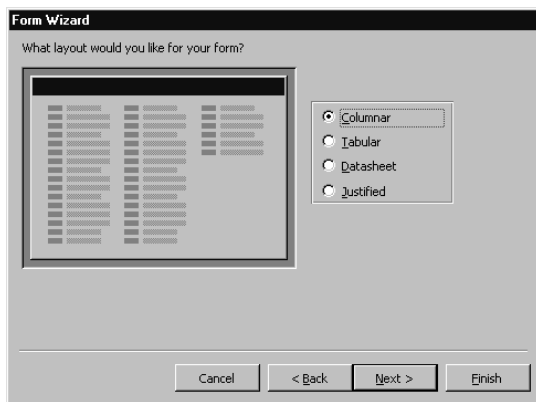 Form Wizard
What layout would you like for your form?
Columnar
Tabular
Datasheet
Justified
Cancel
< Back
Next >
Finish